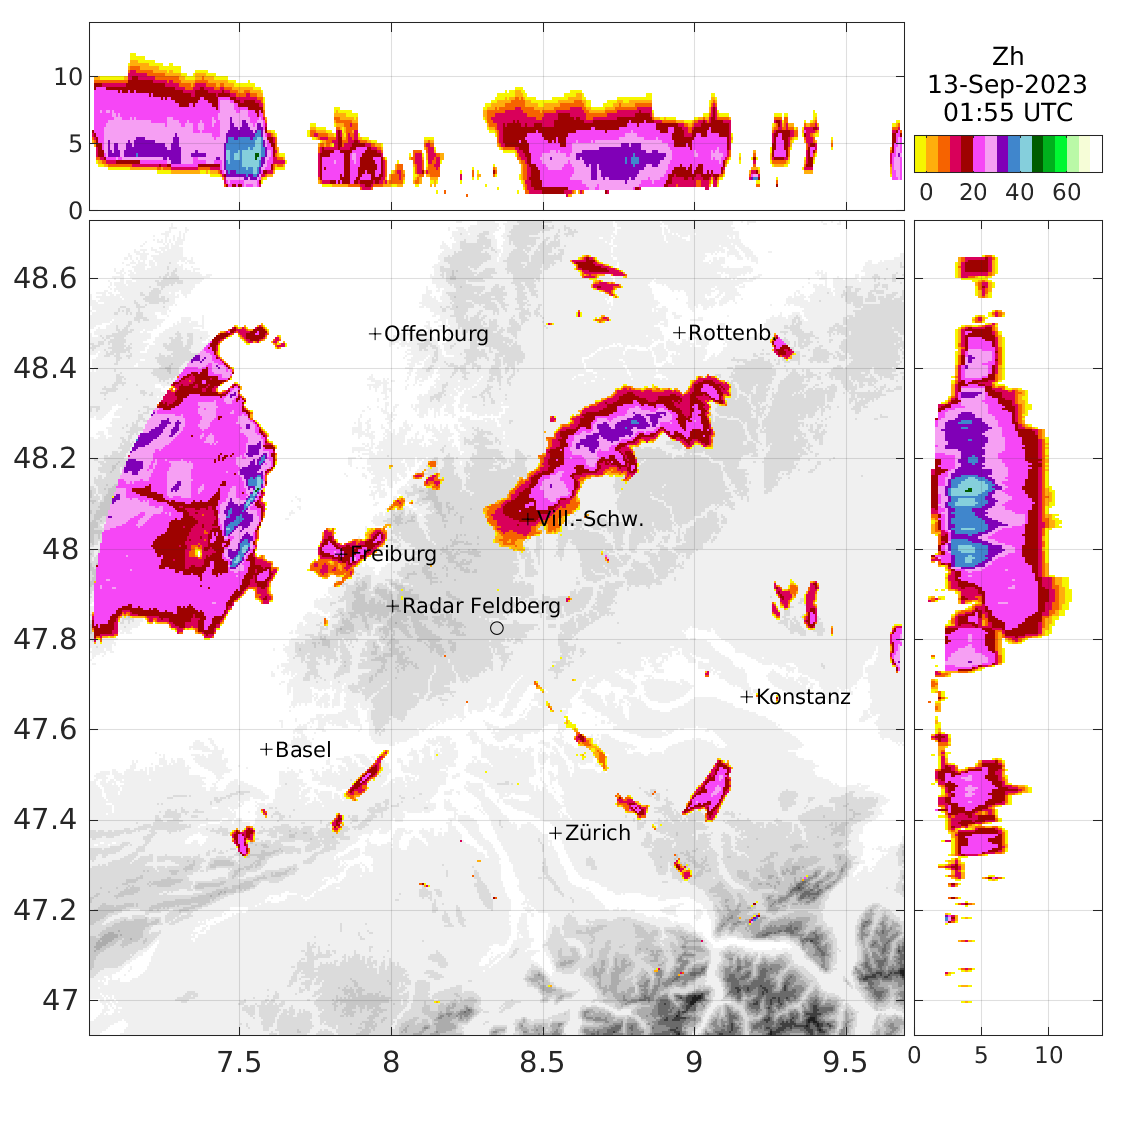 Zh
13-Sep-2023
01:55 UTC
0 20 40 60
10
5
0
48.6
48.4
48.2
48
47.8
47.6
47.4
47.2
47
+Offenburg
+Rottenb.
+Vill.-Schw.
+Freiburg
+Radar Feldberg
+Konstanz
+Basel
+Zürich
7.5 8 8.5 9 9.5
0 5 10